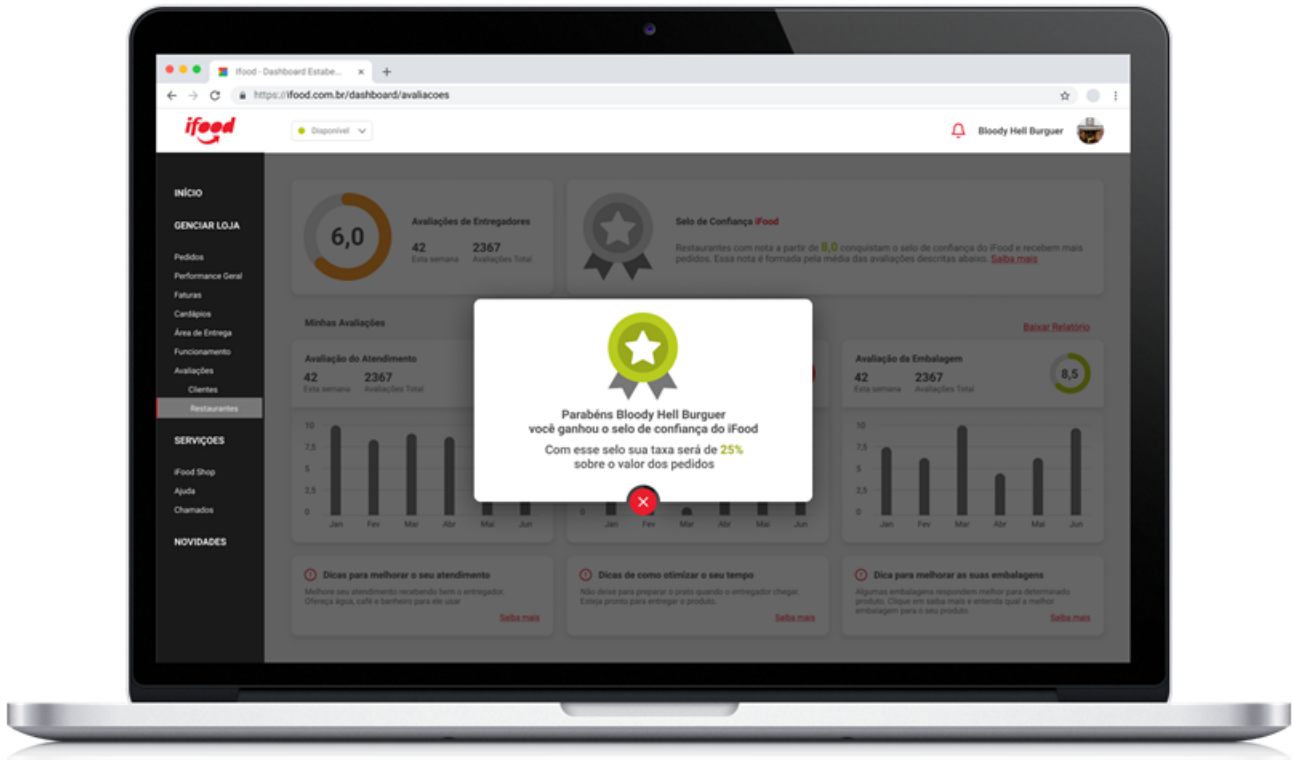 ifood - Dashboard Estabe...
https://ifood.com.br/dashboard/avaliacoes
ifood
Disponível
Bloody Hell Burguer
INÍCIO
GENCIAR LOJA
Pedidos
Performance Geral
Faturas
Cardápios
Área de Entrega
Funcionamento
Avaliações
Clientes
Restaurantes
SERVIÇOES
iFood Shop
Ajuda
Chamados
NOVIDADES
6,0
Avaliações de Entregadores
42 2367
Esta semana Avaliações Total
Selo de Confiança iFood
Restaurantes com nota a partir de 8,0 conquistam o selo de confiança do iFood e recebem mais
pedidos. Essa nota é formada pela média das avaliações descritas abaixo. Saiba mais
Minhas Avaliações
Baixar Relatório
Avaliação do Atendimento
42 2367
Esta semana Avaliações Total
10
7,5
5
2,5
0
Jan Fev Mar Abr Mai Jun
Parabéns Bloody Hell Burguer
você ganhou o selo de confiança do iFood
Com esse selo sua taxa será de 25%
sobre o valor dos pedidos
0
Jan Fev Mar Abr Mai Jun
Avaliação da Embalagem
42 2367
Esta semana Avaliações Total
8,5
10
7,5
5
2,5
0
Jan Fev Mar Abr Mai Jun
Dicas para melhorar o seu atendimento
Melhore seu atendimento recebendo bem o entregador.
Ofereça água, café e banheiro para ele usar
Saiba mais
Dicas de como otimizar o seu tempo
Não deixe para preparar o prato quando o entregador chegar.
Esteja pronto para entregar o produto.
Saiba mais
Dica para melhorar as suas embalagens
Algumas embalagens respondem melhor para determinado
produto. Clique em saiba mais e entenda qual a melhor
embalagem para o seu produto
Saiba mais